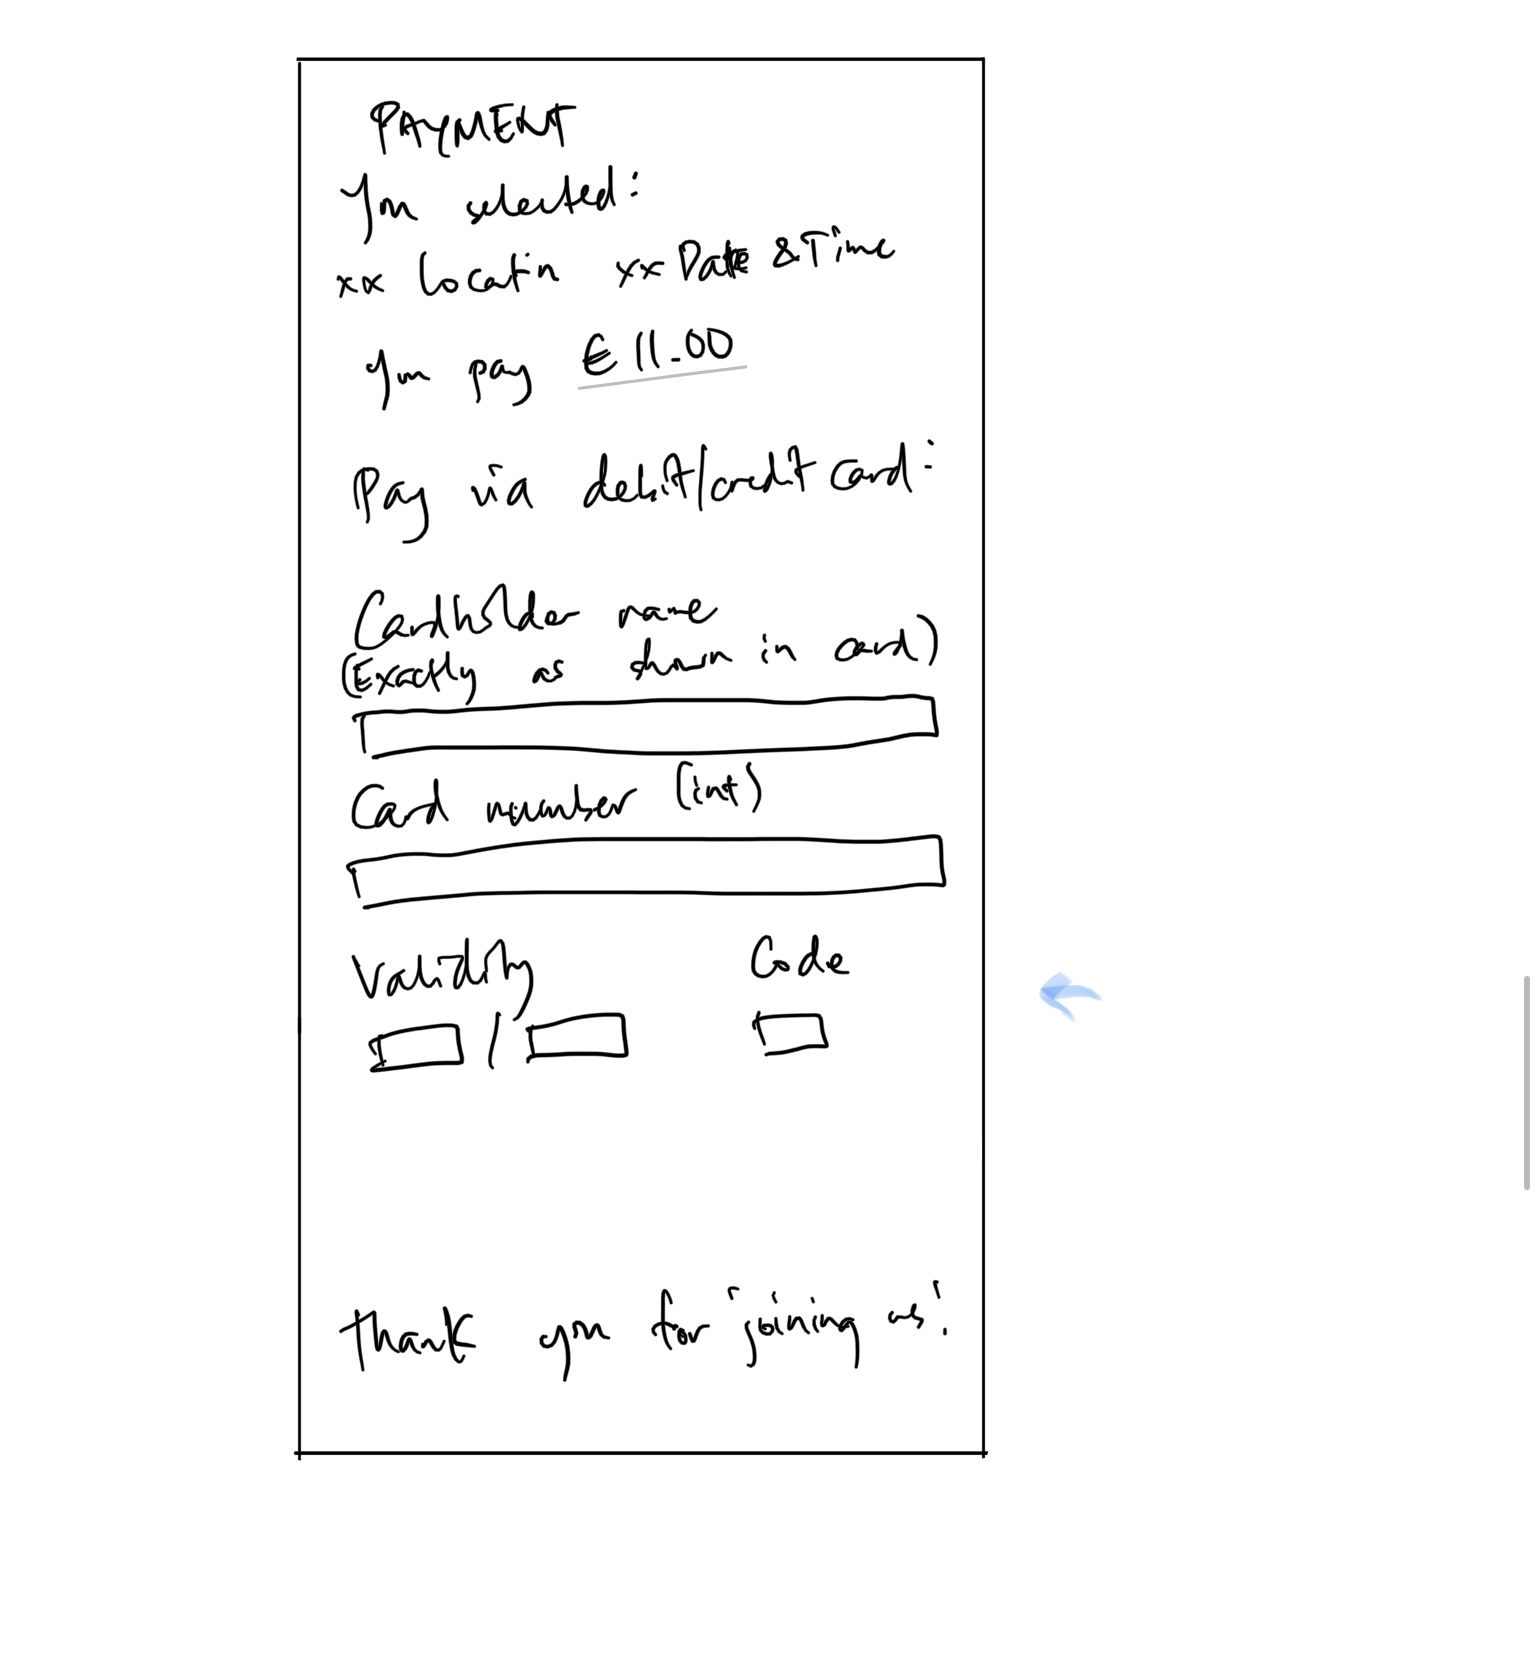 PAYMENT
You selected:
xx Location xx Date & Time
You pay € 11.00
Pay via debit/credit card:
Cardholder name
(Exactly as shown in card)
Card number (int)
Validity Code
/
Thank you for joining us!